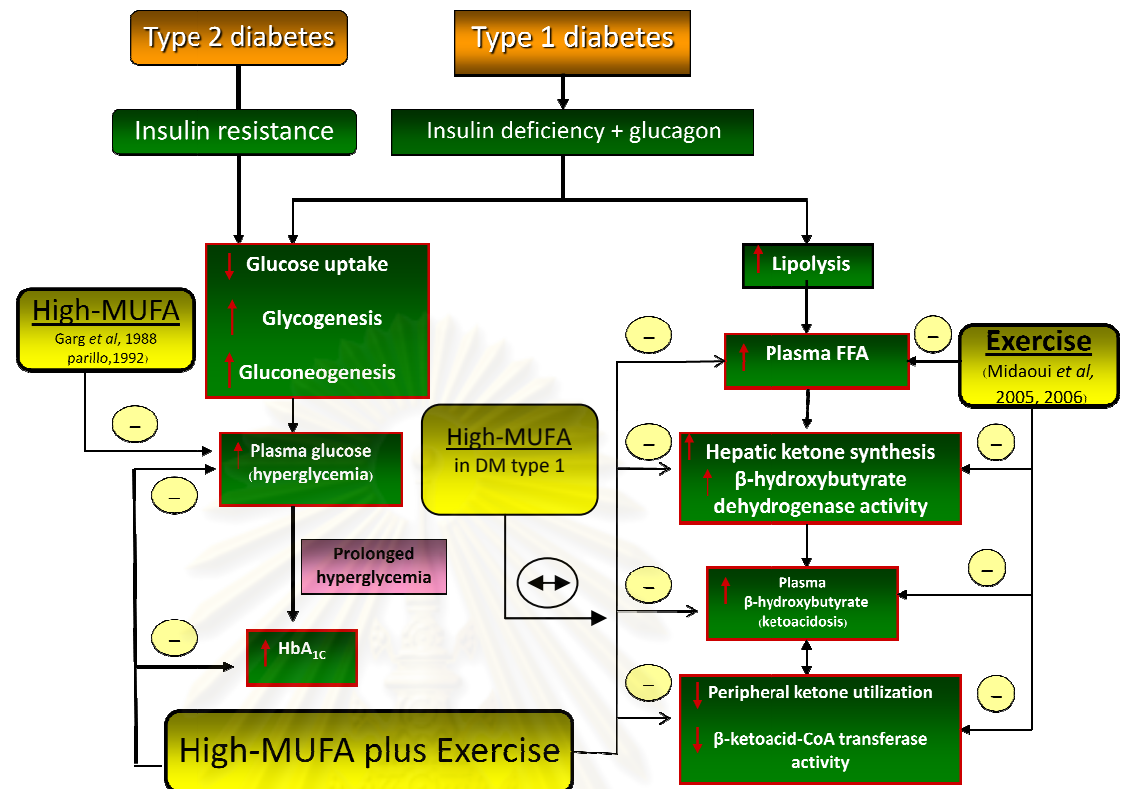 Type 2 diabetes
Type 1 diabetes
Insulin resistance
Insulin deficiency + glucagon
↓ Glucose uptake
↑ Glycogenesis
↑ Gluconeogenesis
↑ Lipolysis
High-MUFA
Garg et al, 1988
parillo,1992)
−
↑ Plasma FFA
−
−
Exercise
(Midaoui et al,
2005, 2006)
−
↑ Plasma glucose
(hyperglycemia)
−
High-MUFA
in DM type 1
−
↑ Hepatic ketone synthesis
↑ β-hydroxybutyrate
dehydrogenase activity
−
Prolonged
hyperglycemia
−
↑ Plasma
β-hydroxybutyrate
(ketoacidosis)
−
−
↑ HbA1C
−
↓ Peripheral ketone utilization
↓ β-ketoacid-CoA transferase
activity
−
High-MUFA plus Exercise